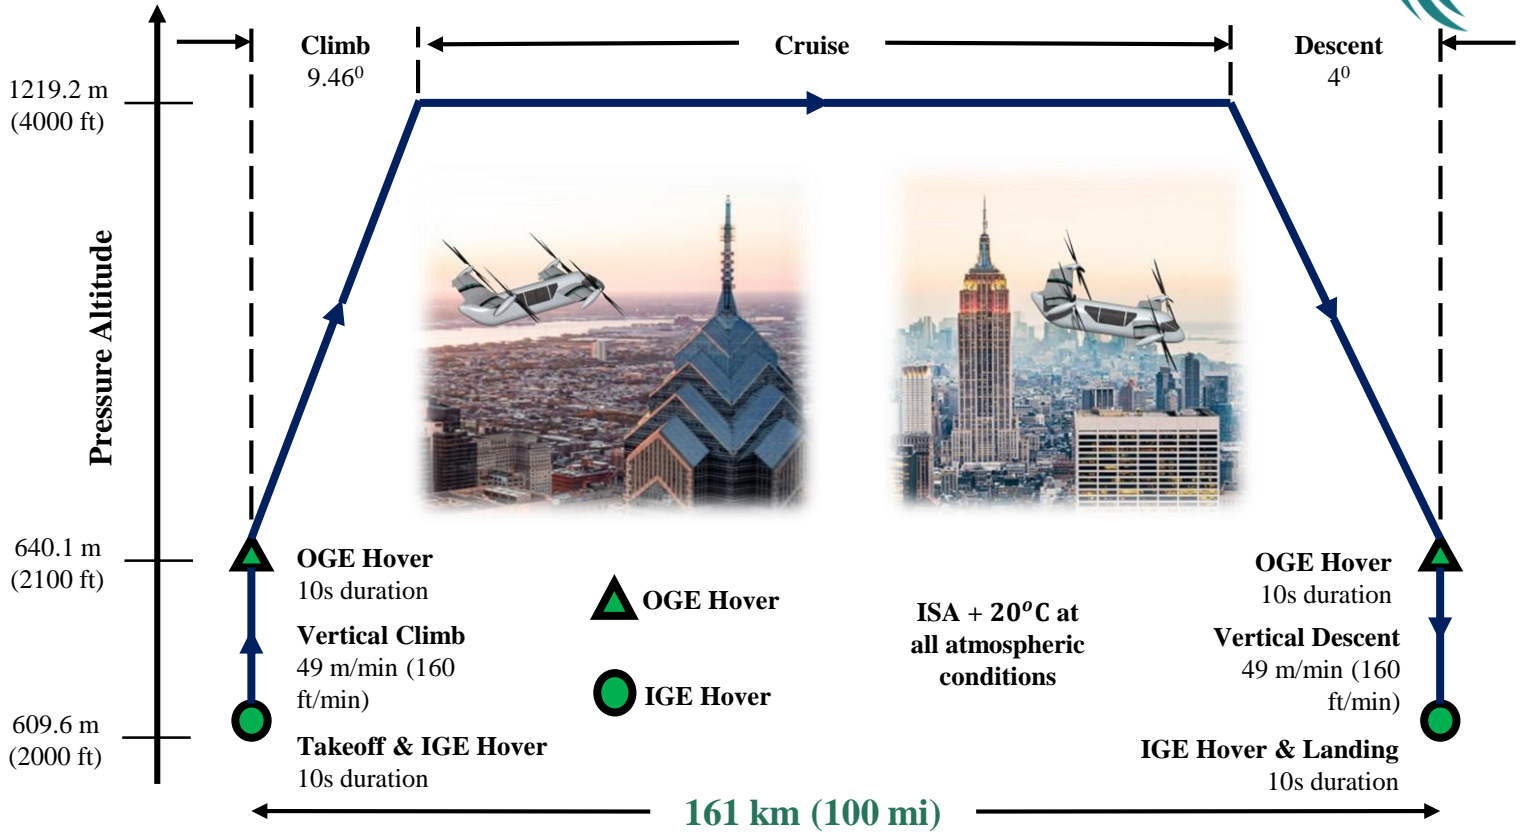 Climb
9.46⁰
Cruise
Descent
4⁰
1219.2 m
(4000 ft)
Pressure Altitude
640.1 m
(2100 ft)
OGE Hover
10s duration
Vertical Climb
49 m/min (160
ft/min)
609.6 m
(2000 ft)
Takeoff & IGE Hover
10s duration
OGE Hover
IGE Hover
ISA + 20°C at
all atmospheric
conditions
OGE Hover
10s duration
Vertical Descent
49 m/min (160
ft/min)
IGE Hover & Landing
10s duration
161 km (100 mi)